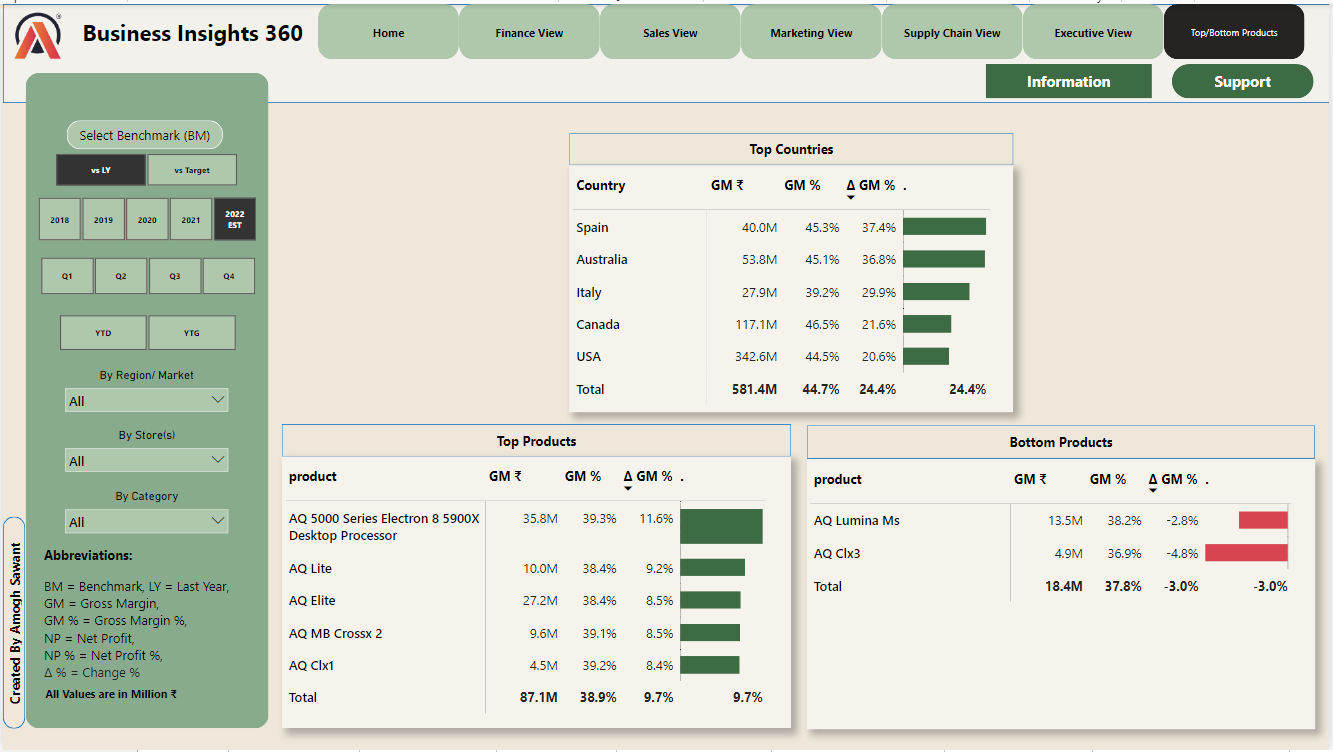 Business Insights 360
Home
Finance View
Sales View
Marketing View
Supply Chain View
Executive View
Top/Bottom Products
Information
Support
Select Benchmark (BM)
vs LY
vs Target
2018
2019
2020
2021
2022
EST
Q1
Q2
Q3
Q4
YTD
YTG
By Region/ Market
All
By Store(s)
All
By Category
All
Abbreviations:
BM = Benchmark, LY = Last Year,
GM = Gross Margin,
GM % = Gross Margin %,
NP = Net Profit,
NP % = Net Profit %,
Δ % = Change %
All Values are in Million ₹
Created By Amogh Sawant
Top Countries
Country GM ₹ GM % Δ GM % .
Spain 40.0M 45.3% 37.4%
Australia 53.8M 45.1% 36.8%
Italy 27.9M 39.2% 29.9%
Canada 117.1M 46.5% 21.6%
USA 342.6M 44.5% 20.6%
Total 581.4M 44.7% 24.4% 24.4%
Top Products
product GM ₹ GM % Δ GM % .
AQ 5000 Series Electron 8 5900X 35.8M 39.3% 11.6%
Desktop Processor
AQ Lite 10.0M 38.4% 9.2%
AQ Elite 27.2M 38.4% 8.5%
AQ MB Crossx 2 9.6M 39.1% 8.5%
AQ Clx1 4.5M 39.2% 8.4%
Total 87.1M 38.9% 9.7% 9.7%
Bottom Products
product GM ₹ GM % Δ GM % .
AQ Lumina Ms 13.5M 38.2% -2.8%
AQ Clx3 4.9M 36.9% -4.8%
Total 18.4M 37.8% -3.0% -3.0%